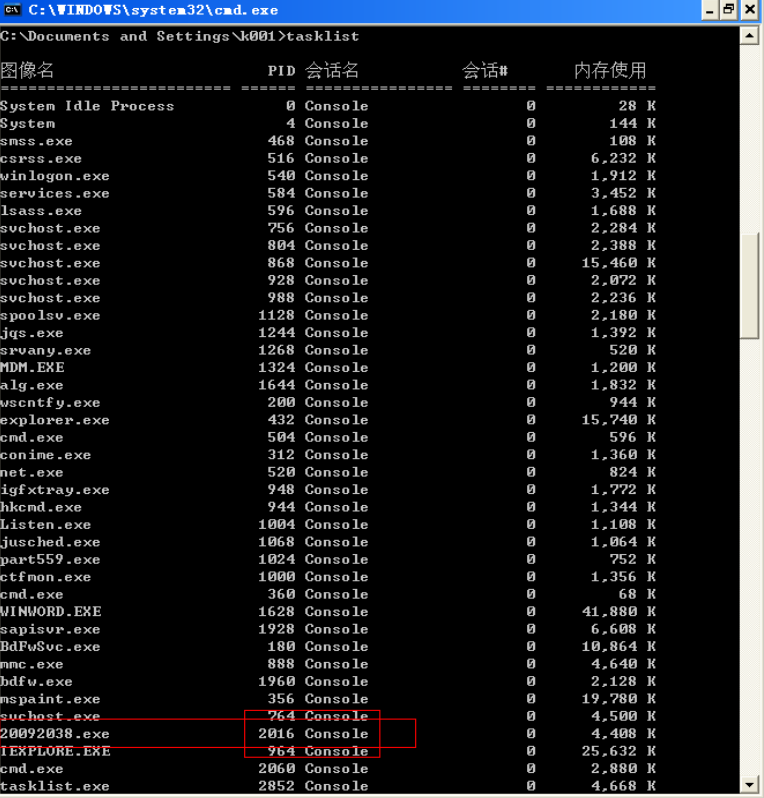 C:\WINDOWS\system32\cmd.exe
C:\Documents and Settings\k001>tasklist
图像名 PID 会话名 会话# 内存使用
========================= ====== ================ ======== ============
System Idle Process 0 Console 0 28 K
System 4 Console 0 144 K
smss.exe 468 Console 0 108 K
csrss.exe 516 Console 0 6,232 K
winlogon.exe 540 Console 0 1,912 K
services.exe 584 Console 0 3,452 K
lsass.exe 596 Console 0 1,688 K
svchost.exe 756 Console 0 2,284 K
svchost.exe 804 Console 0 2,388 K
svchost.exe 868 Console 0 15,460 K
svchost.exe 928 Console 0 2,072 K
svchost.exe 988 Console 0 2,236 K
spoolsv.exe 1128 Console 0 2,180 K
jqs.exe 1244 Console 0 1,392 K
srvany.exe 1268 Console 0 520 K
MDM.EXE 1324 Console 0 1,200 K
alg.exe 1644 Console 0 1,832 K
wscntfy.exe 200 Console 0 944 K
explorer.exe 432 Console 0 15,740 K
cmd.exe 504 Console 0 596 K
conime.exe 312 Console 0 1,360 K
net.exe 520 Console 0 824 K
igfxtray.exe 948 Console 0 1,772 K
hkcmd.exe 944 Console 0 1,344 K
Listen.exe 1004 Console 0 1,108 K
jusched.exe 1068 Console 0 1,064 K
part559.exe 1024 Console 0 752 K
ctfmon.exe 1000 Console 0 1,356 K
cmd.exe 360 Console 0 68 K
WINWORD.EXE 1628 Console 0 41,880 K
sapisvr.exe 1928 Console 0 6,608 K
BdFwSvc.exe 180 Console 0 10,864 K
mmc.exe 888 Console 0 4,640 K
bdfw.exe 1960 Console 0 2,128 K
mspaint.exe 356 Console 0 19,780 K
svchost.exe 764 Console 0 4,500 K
20092038.exe 2016 Console 0 4,408 K
IEXPLORE.EXE 964 Console 0 25,632 K
cmd.exe 2060 Console 0 2,880 K
tasklist.exe 2852 Console 0 4,668 K